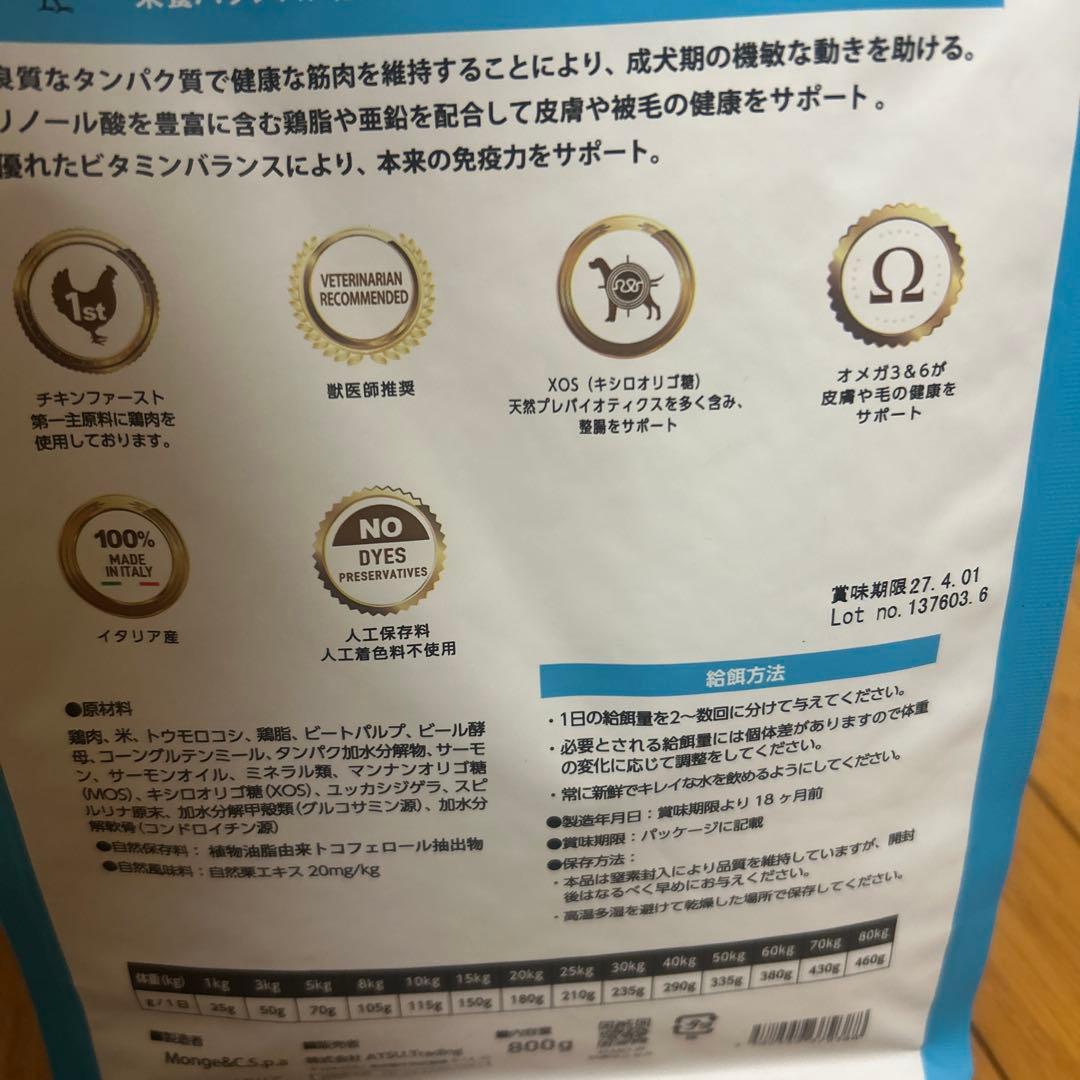 良質なタンパク質で健康な筋肉を維持することにより、成犬期の機敏な動きを助ける。
リノール酸を豊富に含む鶏脂や亜鉛を配合して皮膚や被毛の健康をサポート。
優れたビタミンバランスにより、本来の免疫力をサポート。
1st
チキンファースト
第一主原料に鶏肉を
使用しております。
VETERINARIAN
RECOMMENDED
獣医師推奨
XOS（キシロオリゴ糖）
天然プレバイオティクスを多く含み、
整腸をサポート
Ω
オメガ3&6が
皮膚や毛の健康を
サポート
100%
MADE
IN ITALY
イタリア産
NO
DYES
PRESERVATIVES
人工保存料
人工着色料不使用
賞味期限27.4.01
Lot no.137603.6
●原材料
鶏肉、米、トウモロコシ、鶏脂、ビートパルプ、ビール酵
母、コーングルテンミール、タンパク加水分解物、サーモ
ン、サーモンオイル、ミネラル類、マンナンオリゴ糖
(MOS)、キシロオリゴ糖(XOS)、ユッカシジゲラ、スピ
ルリナ原末、加水分解甲殻類(グルコサミン源)、加水分
解軟骨(コンドロイチン源)
●自然保存料：植物油脂由来トコフェロール抽出物
●自然風味料：自然栗エキス 20mg/kg
給餌方法
・1日の給餌量を2〜数回に分けて与えてください。
・必要とされる給餌量には個体差がありますので体重
の変化に応じて調整をしてください。
・常に新鮮でキレイな水を飲めるようにしてください。
●製造年月日：賞味期限より 18 ヶ月前
●賞味期限：パッケージに記載
●保存方法：
・本品は窒素封入により品質を維持していますが、開封
後はなるべく早めにお与えください。
・高温多湿を避けて乾燥した場所で保存してください。
体重(kg) 1kg 3kg 5kg 8kg 10kg 15kg 20kg 25kg 30kg 40kg 50kg 60kg 70kg 80kg
g/1日 25g 50g 70g 105g 115g 150g 180g 210g 235g 290g 335g 380g 430g 460g
■製造者
Monge&C.S.p.a
■販売者
株式会社 ATSU.Trading
■内容量
800g